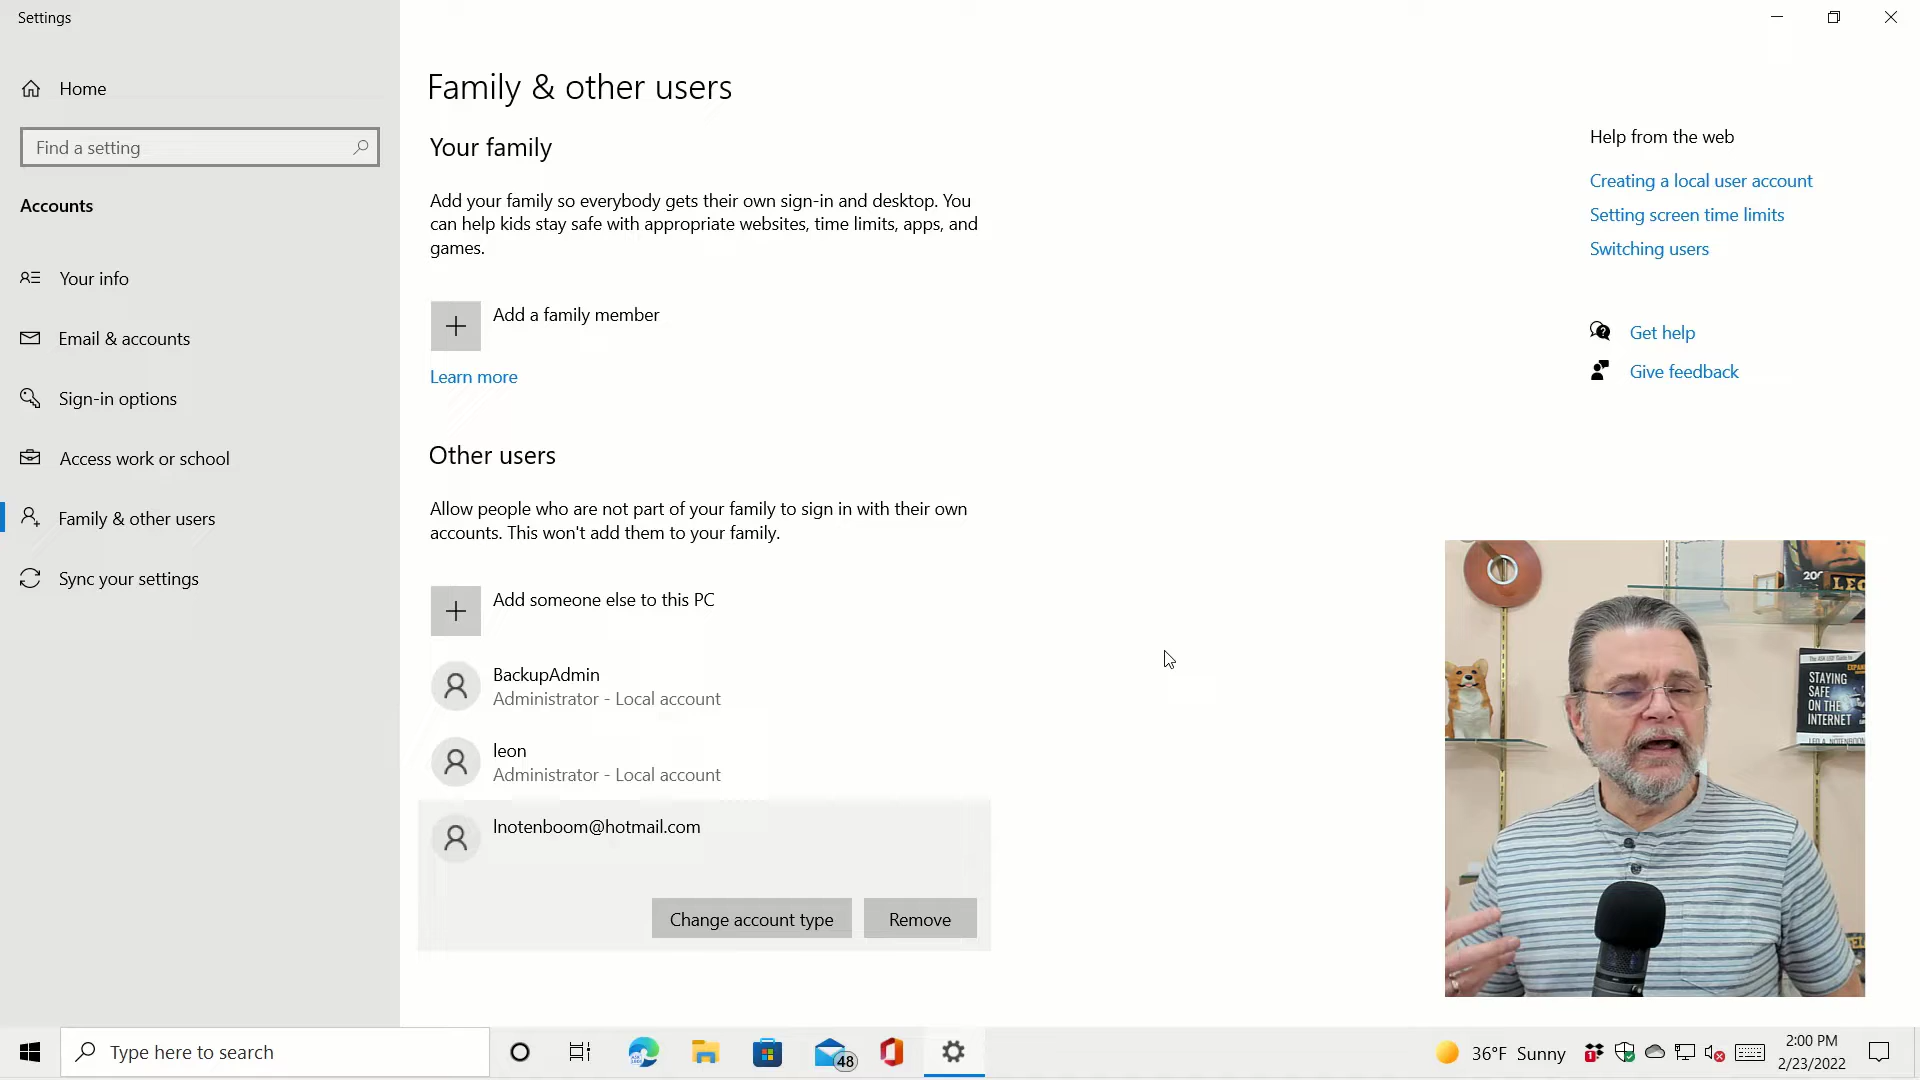 Settings
Home
Find a setting
Accounts
Your info
Email & accounts
Sign-in options
Access work or school
Family & other users
Sync your settings
Family & other users
Your family
Add your family so everybody gets their own sign-in and desktop. You
can help kids stay safe with appropriate websites, time limits, apps, and
games.
Add a family member
Learn more
Other users
Allow people who are not part of your family to sign in with their own
accounts. This won't add them to your family.
Add someone else to this PC
BackupAdmin
Administrator - Local account
leon
Administrator - Local account
lnotenboom@hotmail.com
Change account type
Remove
Help from the web
Creating a local user account
Setting screen time limits
Switching users
Get help
Give feedback
STAYING
SAFE
ON THE
INTERNET
Type here to search
48
36°F Sunny
2:00 PM
2/23/2022